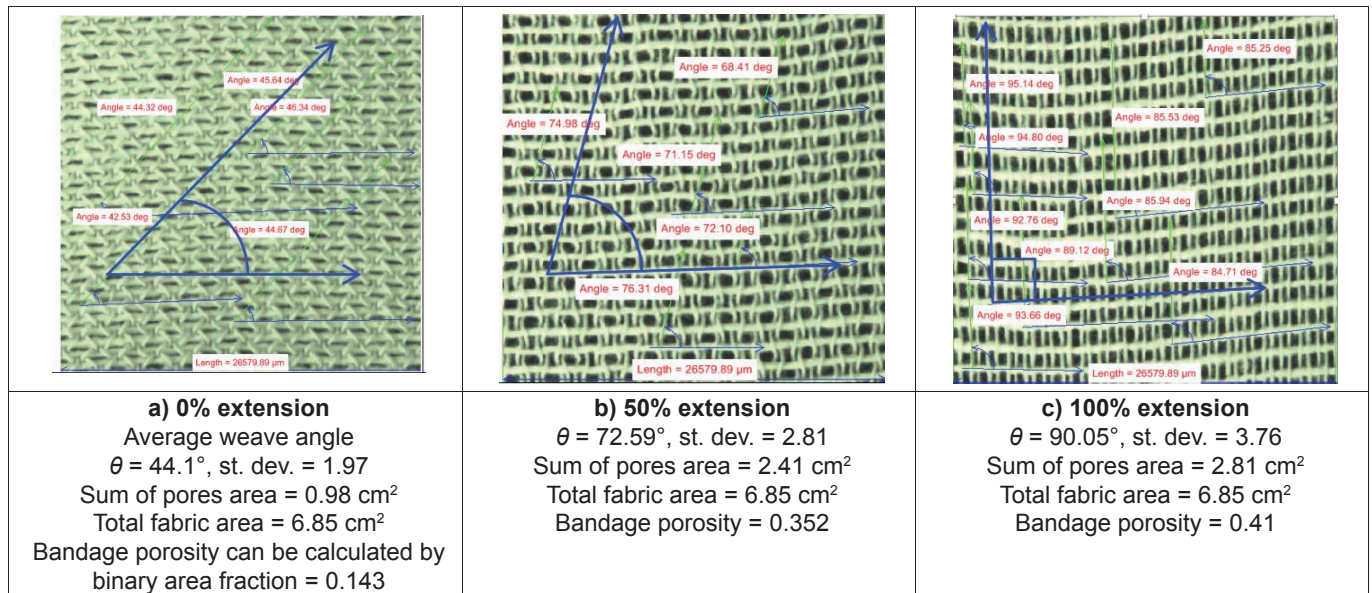 Angle = 45.64 deg
Angle = 44.32 deg
Angle = 46.34 deg
Angle = 42.53 deg
Angle = 44.67 deg
Length = 26579.89 µm
Angle = 68.41 deg
Angle = 74.98 deg
Angle = 71.15 deg
Angle = 72.10 deg
Angle = 76.31 deg
Length = 26579.89 µm
Angle = 85.25 deg
Angle = 95.14 deg
Angle = 85.53 deg
Angle = 94.80 deg
Angle = 85.94 deg
Angle = 92.76 deg
Angle = 89.12 deg
Angle = 84.71 deg
Angle = 93.66 deg
Length = 26579.89 µm
a) 0% extension
Average weave angle
θ = 44.1°, st. dev. = 1.97
Sum of pores area = 0.98 cm²
Total fabric area = 6.85 cm²
Bandage porosity can be calculated by
binary area fraction = 0.143
b) 50% extension
θ = 72.59°, st. dev. = 2.81
Sum of pores area = 2.41 cm²
Total fabric area = 6.85 cm²
Bandage porosity = 0.352
c) 100% extension
θ = 90.05°, st. dev. = 3.76
Sum of pores area = 2.81 cm²
Total fabric area = 6.85 cm²
Bandage porosity = 0.41